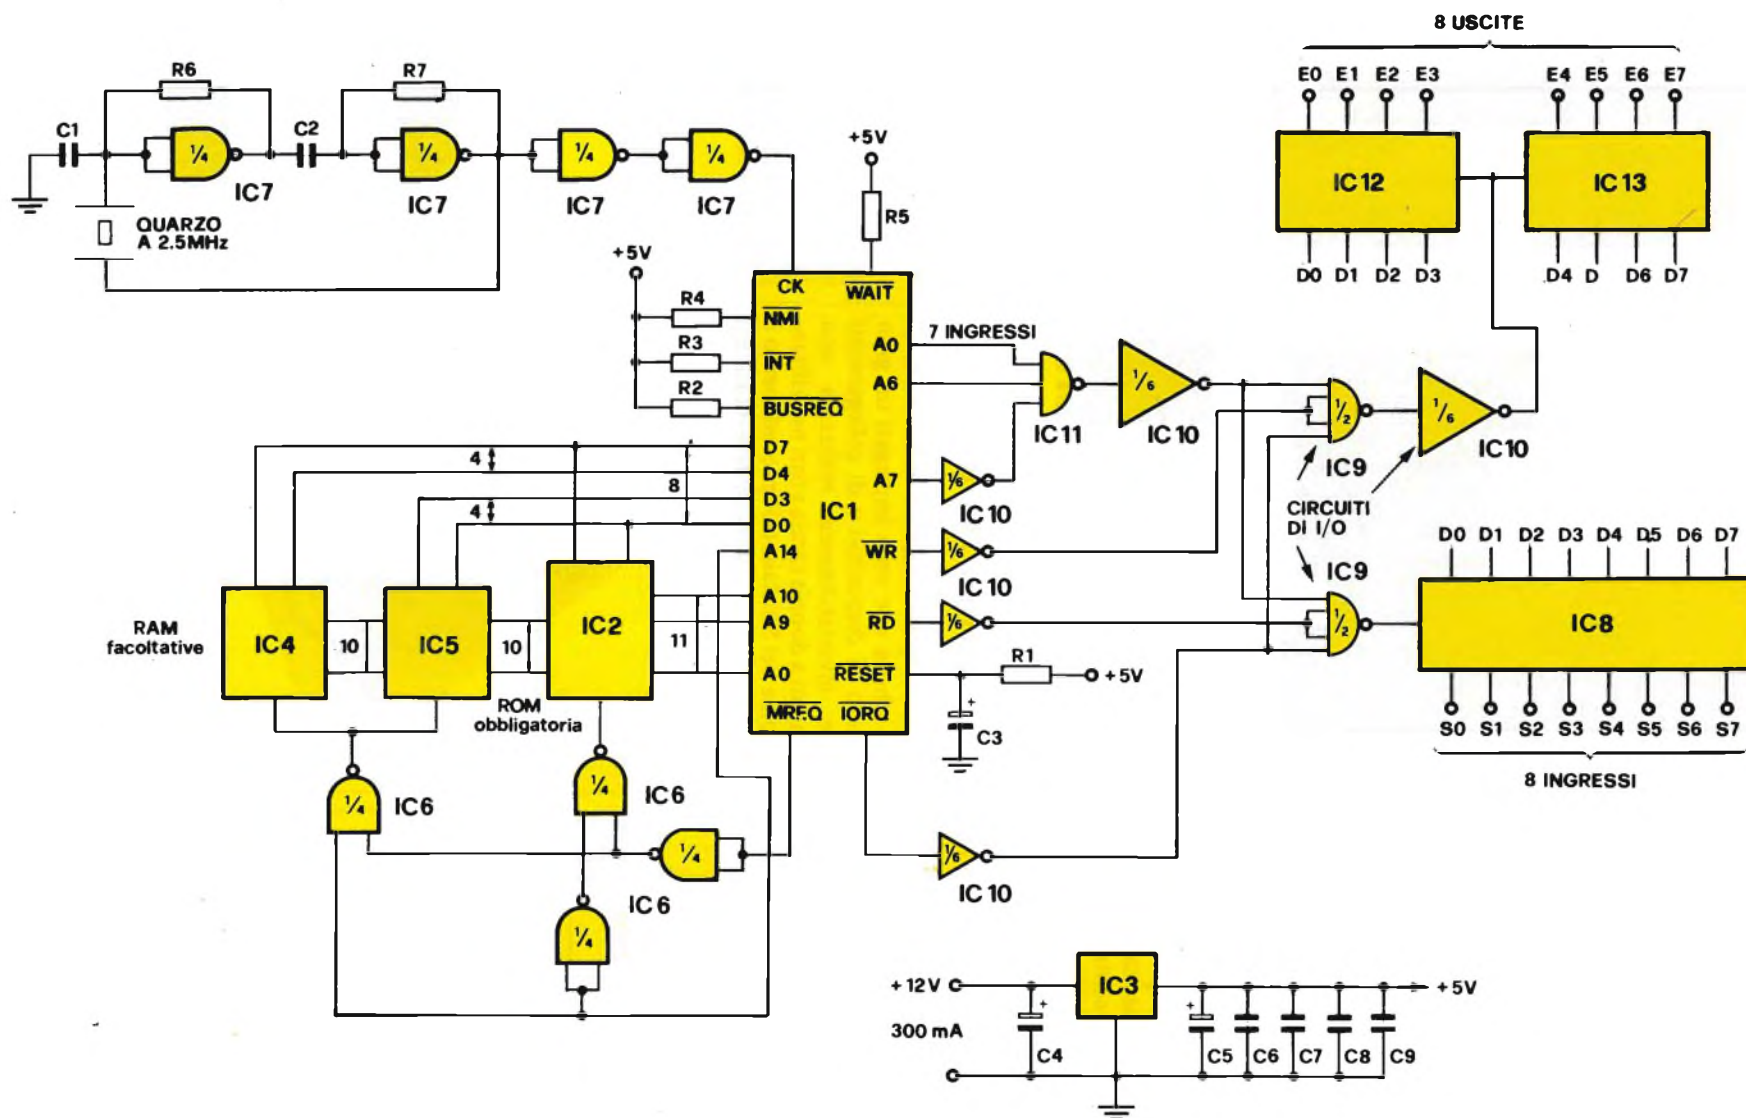 8 USCITE
E0 E1 E2 E3 E4 E5 E6 E7
IC12 IC13
D0 D1 D2 D3 D4 D D6 D7
R6 R7
C1 C2
¼ ¼ ¼ ¼
IC7 IC7 IC7 IC7
QUARZO
A 2.5MHz
+5V
R5
+5V
R4
R3
R2
CK
WAIT
NMI
INT
BUSREQ
D7
D4
D3
D0
A14
A10
A9
A0
MREQ
IORQ
A0
A6
A7
WR
RD
RESET
IC1
7 INGRESSI
IC11
1/6
IC10
1/6
IC10
1/6
IC10
1/6
½
IC9
1/6
IC10
CIRCUITI
DI I/O
IC9
½
D0 D1 D2 D3 D4 D5 D6 D7
IC8
S0 S1 S2 S3 S4 S5 S6 S7
8 INGRESSI
4
4
8
RAM
facoltative
IC4
10
IC5
10
IC2
11
ROM
obbligatoria
R1
+5V
+
C3
¼
IC6
¼
IC6
¼
IC6
¼
1/6
IC10
+12V
300 mA
IC3
+5V
+
C4
+
C5 C6 C7 C8 C9